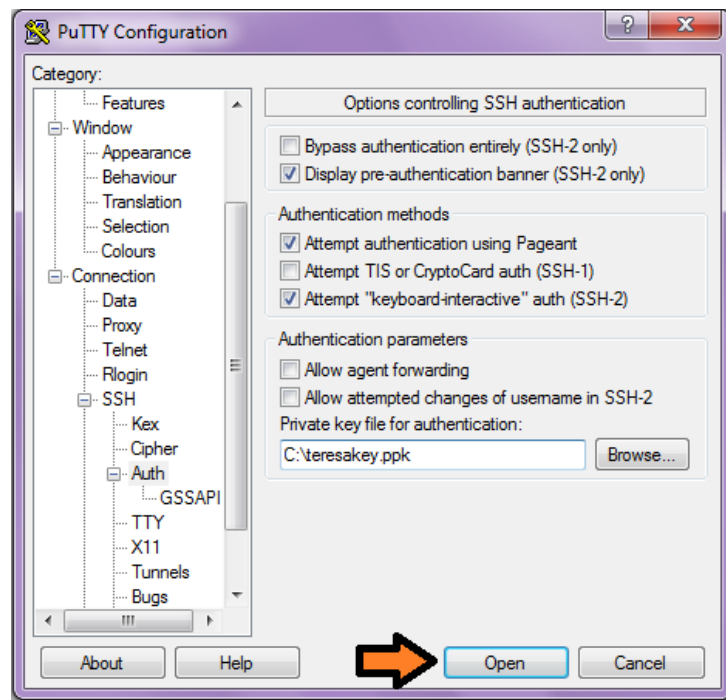 PuTTY Configuration
Category:
Features
Window
Appearance
Behaviour
Translation
Selection
Colours
Connection
Data
Proxy
Telnet
Rlogin
SSH
Kex
Cipher
Auth
GSSAPI
TTY
X11
Tunnels
Bugs
Options controlling SSH authentication
Bypass authentication entirely (SSH-2 only)
Display pre-authentication banner (SSH-2 only)
Authentication methods
Attempt authentication using Pageant
Attempt TIS or CryptoCard auth (SSH-1)
Attempt "keyboard-interactive" auth (SSH-2)
Authentication parameters
Allow agent forwarding
Allow attempted changes of username in SSH-2
Private key file for authentication:
C:\teresakey.ppk
Browse...
About
Help
Open
Cancel